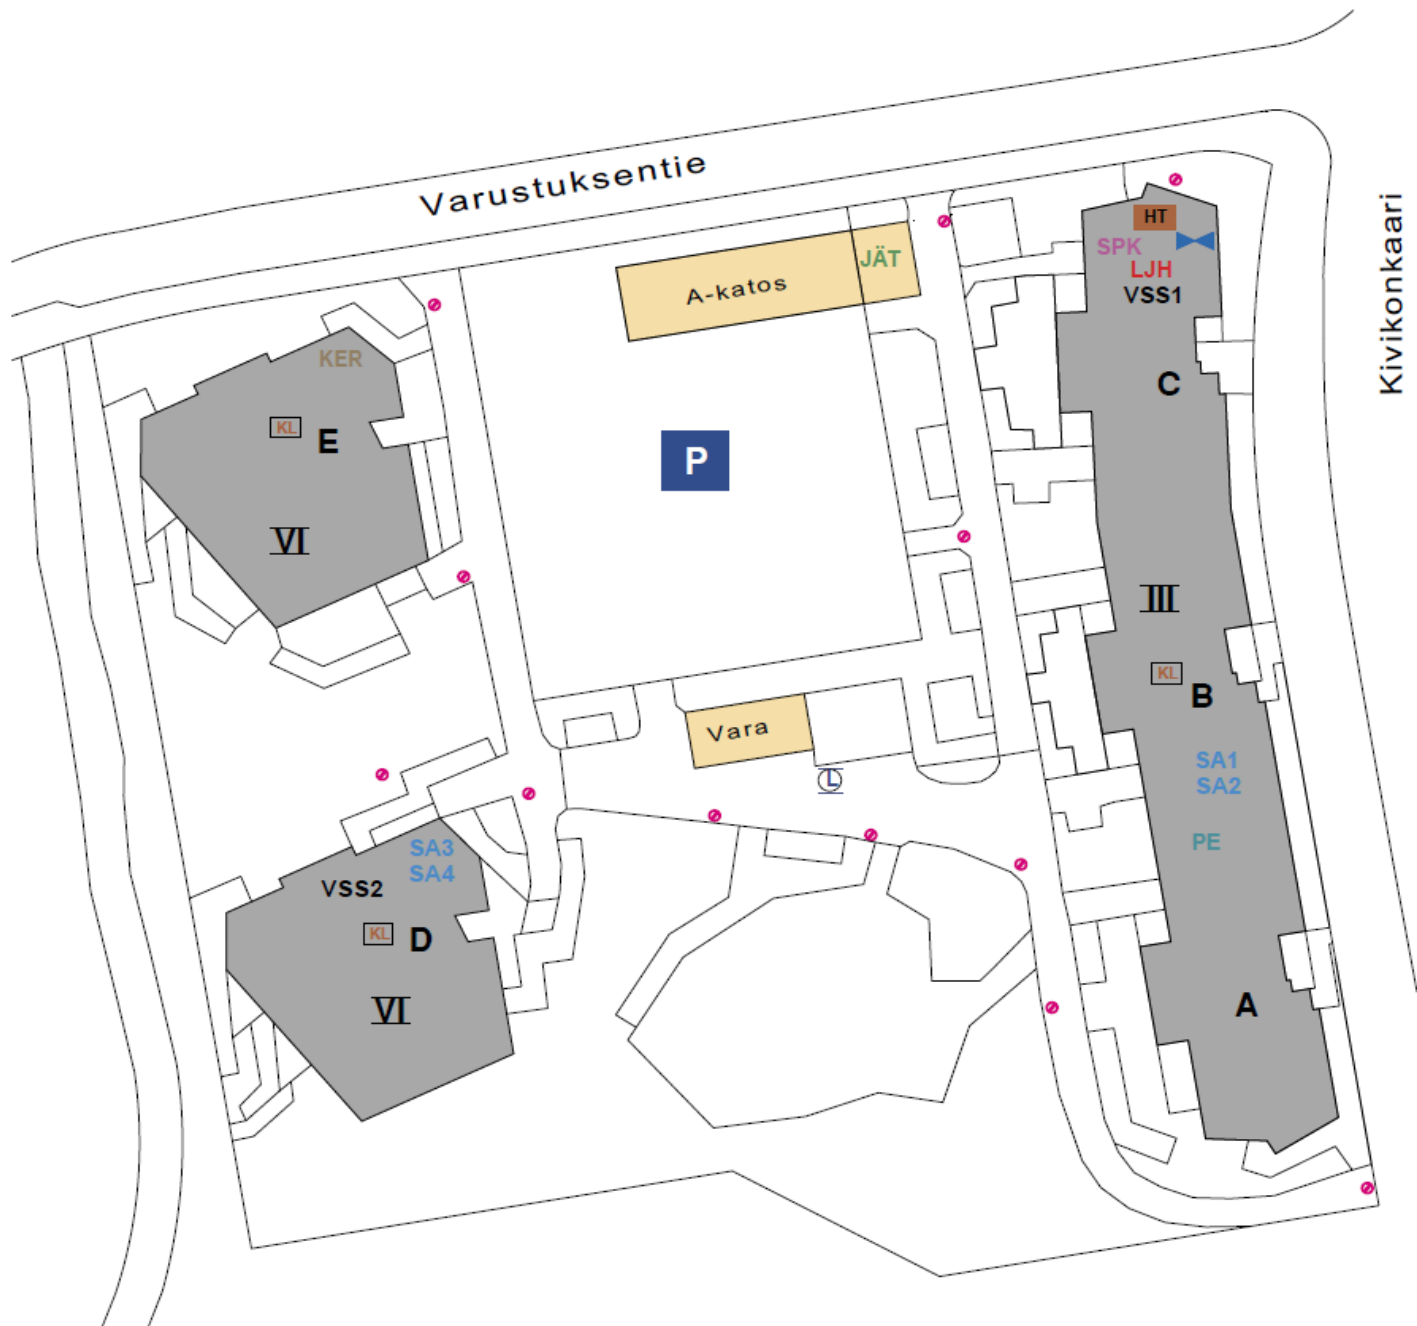 Varustuksentie
Kivikonkaari
HT
SPK
LJH
VSS1
JÄT
A-katos
KER
C
KL
E
P
VI
III
KL
B
Vara
SA1
SA2
L
PE
SA3
SA4
VSS2
KL
D
VI
A